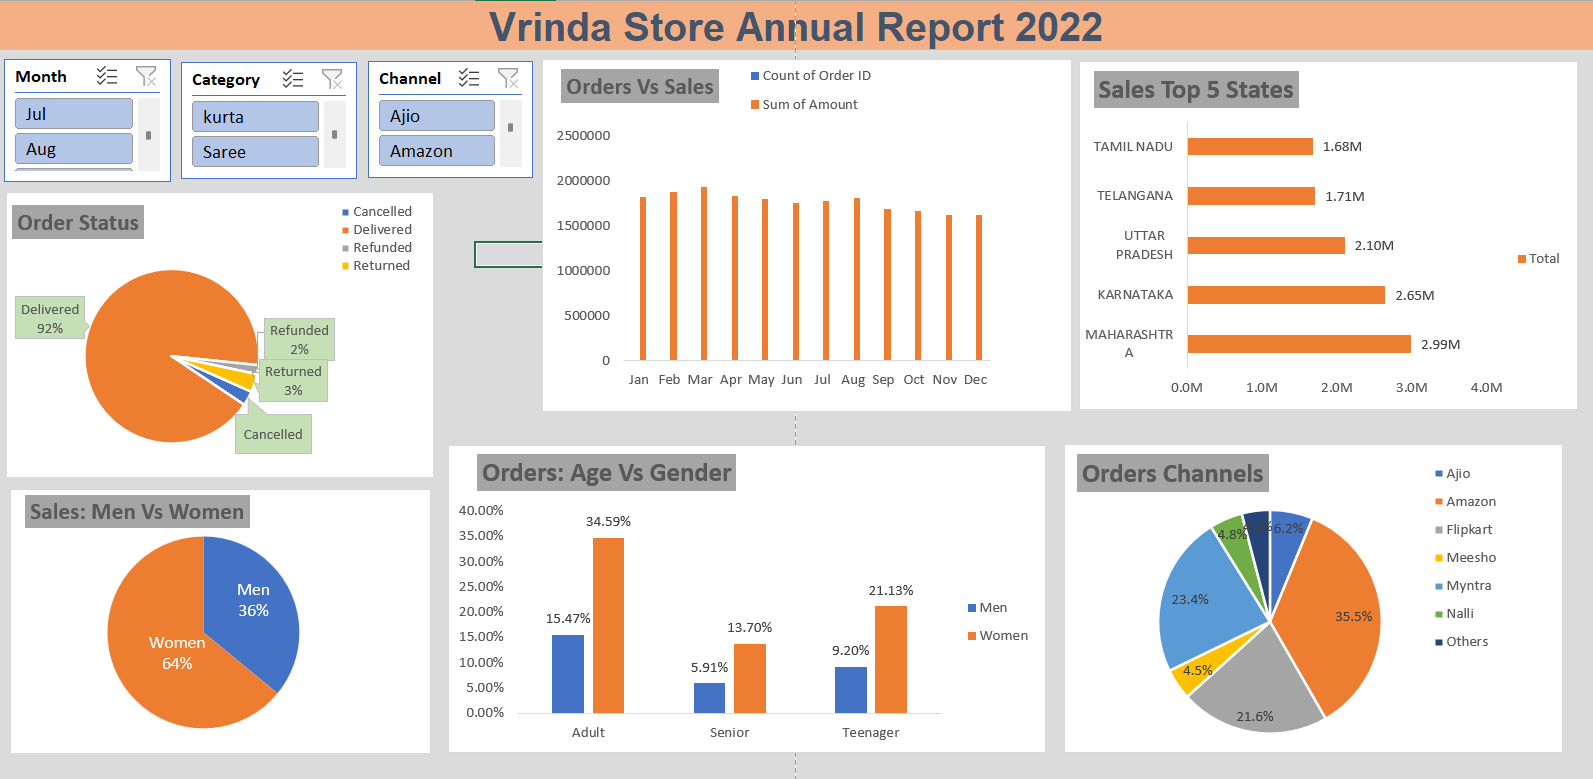 Vrinda Store Annual Report 2022
Month
Jul
Aug
Category
kurta
Saree
Channel
Ajio
Amazon
Orders Vs Sales
Count of Order ID
Sum of Amount
2500000
2000000
1500000
1000000
500000
0
Jan Feb Mar Apr May Jun Jul Aug Sep Oct Nov Dec
Sales Top 5 States
TAMIL NADU
1.68M
TELANGANA
1.71M
UTTAR
PRADESH
2.10M
KARNATAKA
2.65M
MAHARASHTR
A
2.99M
0.0M 1.0M 2.0M 3.0M 4.0M
Total
Order Status
Cancelled
Delivered
Refunded
Returned
Delivered
92%
Refunded
2%
Returned
3%
Cancelled
Sales: Men Vs Women
Men
36%
Women
64%
Orders: Age Vs Gender
40.00%
35.00%
30.00%
25.00%
20.00%
15.00%
10.00%
5.00%
0.00%
15.47%
34.59%
5.91%
13.70%
9.20%
21.13%
Adult Senior Teenager
Men
Women
Orders Channels
6.2%
35.5%
21.6%
4.5%
23.4%
4.8%
Ajio
Amazon
Flipkart
Meesho
Myntra
Nalli
Others